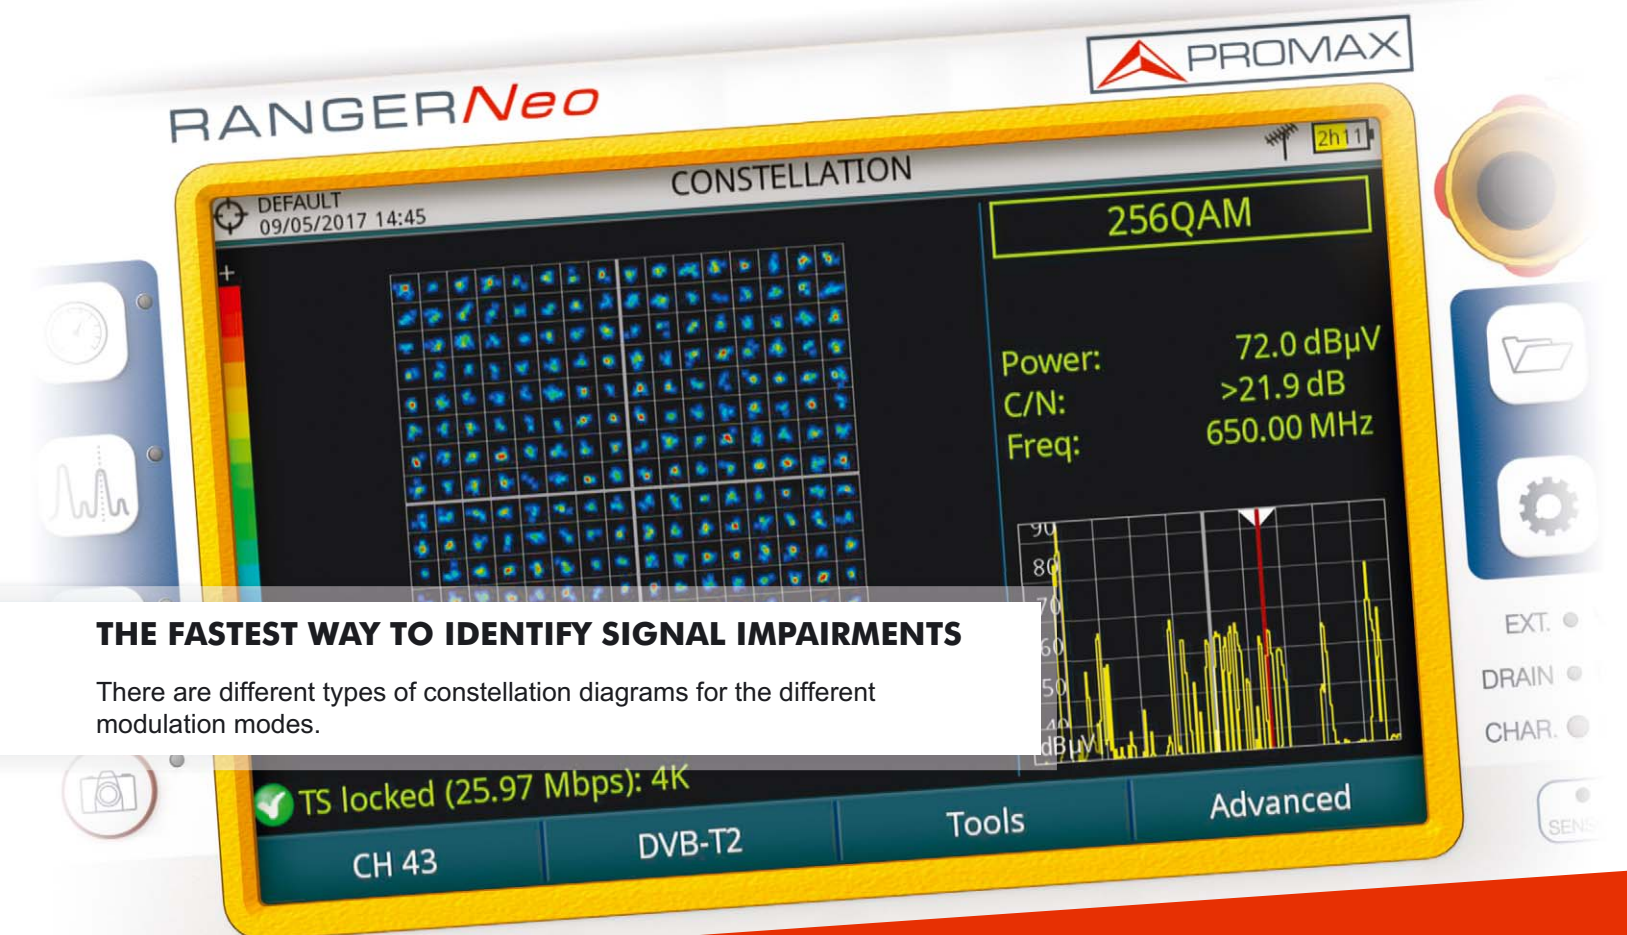 PROMAX
RANGERNeo
2h11
CONSTELLATION
DEFAULT
09/05/2017 14:45
256QAM
+
Power: 72.0 dBµV
C/N: >21.9 dB
Freq: 650.00 MHz
90
80
70
60
50
40
dBµV
EXT.
DRAIN
CHAR.
THE FASTEST WAY TO IDENTIFY SIGNAL IMPAIRMENTS
There are different types of constellation diagrams for the different
modulation modes.
TS locked (25.97 Mbps): 4K
CH 43
DVB-T2
Tools
Advanced